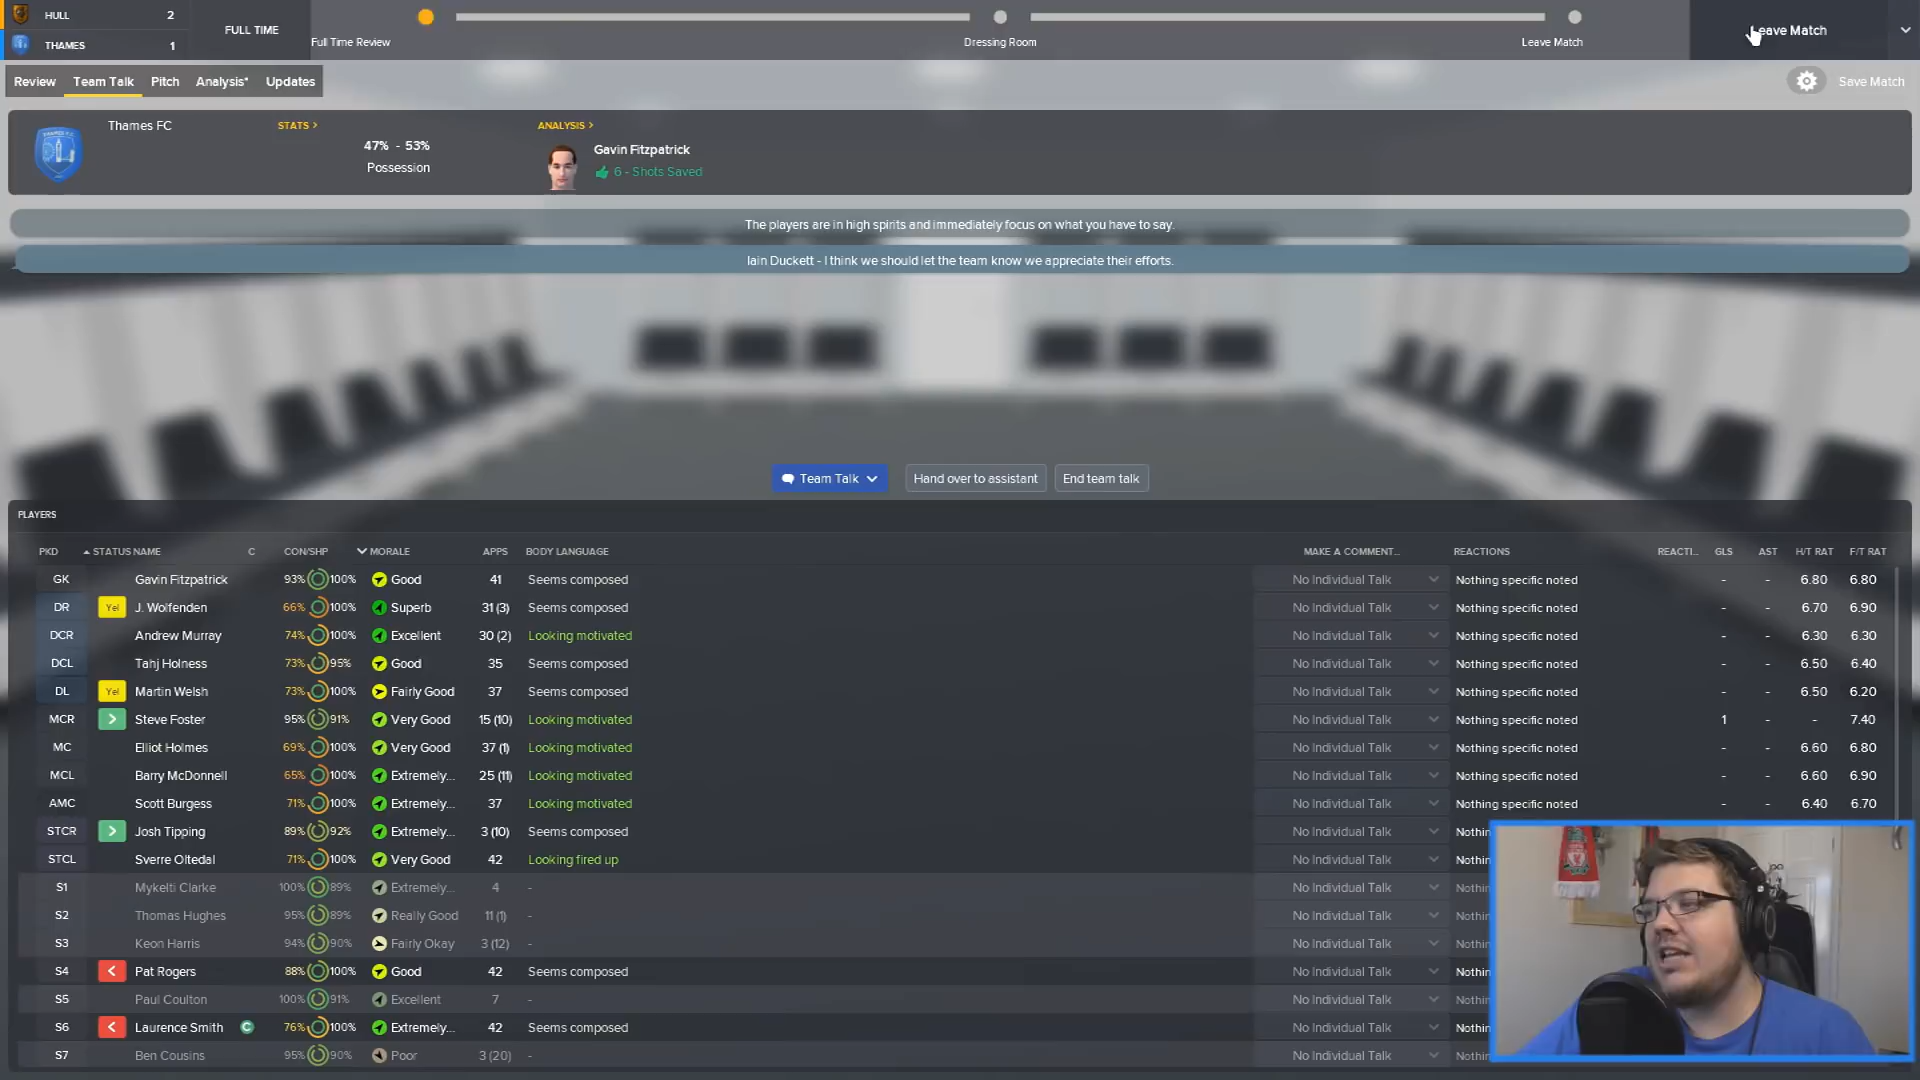 HULL 2
THAMES 1
FULL TIME
Full Time Review
Dressing Room
Leave Match
Leave Match
Review Team Talk Pitch Analysis* Updates
Save Match
Thames FC
STATS >
47% - 53%
Possession
ANALYSIS >
Gavin Fitzpatrick
6 - Shots Saved
The players are in high spirits and immediately focus on what you have to say.
Iain Duckett - I think we should let the team know we appreciate their efforts.
Team Talk
Hand over to assistant
End team talk
PLAYERS
PKD STATUS NAME C CON/SHP MORALE APPS BODY LANGUAGE MAKE A COMMENT... REACTIONS REACTI... GLS AST H/T RAT F/T RAT
GK Gavin Fitzpatrick 93% 100% Good 41 Seems composed No Individual Talk Nothing specific noted - - 6.80 6.80
DR Yel J. Wolfenden 66% 100% Superb 31 (3) Seems composed No Individual Talk Nothing specific noted - - 6.70 6.90
DCR Andrew Murray 74% 100% Excellent 30 (2) Looking motivated No Individual Talk Nothing specific noted - - 6.30 6.30
DCL Tahj Holness 73% 95% Good 35 Seems composed No Individual Talk Nothing specific noted - - 6.50 6.40
DL Yel Martin Welsh 73% 100% Fairly Good 37 Seems composed No Individual Talk Nothing specific noted - - 6.50 6.20
MCR Steve Foster 95% 91% Very Good 15 (10) Looking motivated No Individual Talk Nothing specific noted 1 - - 7.40
MC Elliot Holmes 69% 100% Very Good 37 (1) Looking motivated No Individual Talk Nothing specific noted - - 6.60 6.80
MCL Barry McDonnell 65% 100% Extremely... 25 (11) Looking motivated No Individual Talk Nothing specific noted - - 6.60 6.90
AMC Scott Burgess 71% 100% Extremely... 37 Looking motivated No Individual Talk Nothing specific noted - - 6.40 6.70
STCR Josh Tipping 89% 92% Extremely... 3 (10) Seems composed No Individual Talk Nothin
STCL Sverre Oltedal 71% 100% Very Good 42 Looking fired up No Individual Talk Nothin
S1 Mykelti Clarke 100% 89% Extremely... 4 - No Individual Talk Nothin
S2 Thomas Hughes 95% 89% Really Good 11 (1) - No Individual Talk Nothin
S3 Keon Harris 94% 90% Fairly Okay 3 (12) - No Individual Talk Nothin
S4 Pat Rogers 88% 100% Good 42 Seems composed No Individual Talk Nothin
S5 Paul Coulton 100% 91% Excellent 7 - No Individual Talk Nothin
S6 Laurence Smith C 76% 100% Extremely... 42 Seems composed No Individual Talk Nothin
S7 Ben Cousins 95% 90% Poor 3 (20) - No Individual Talk Nothin